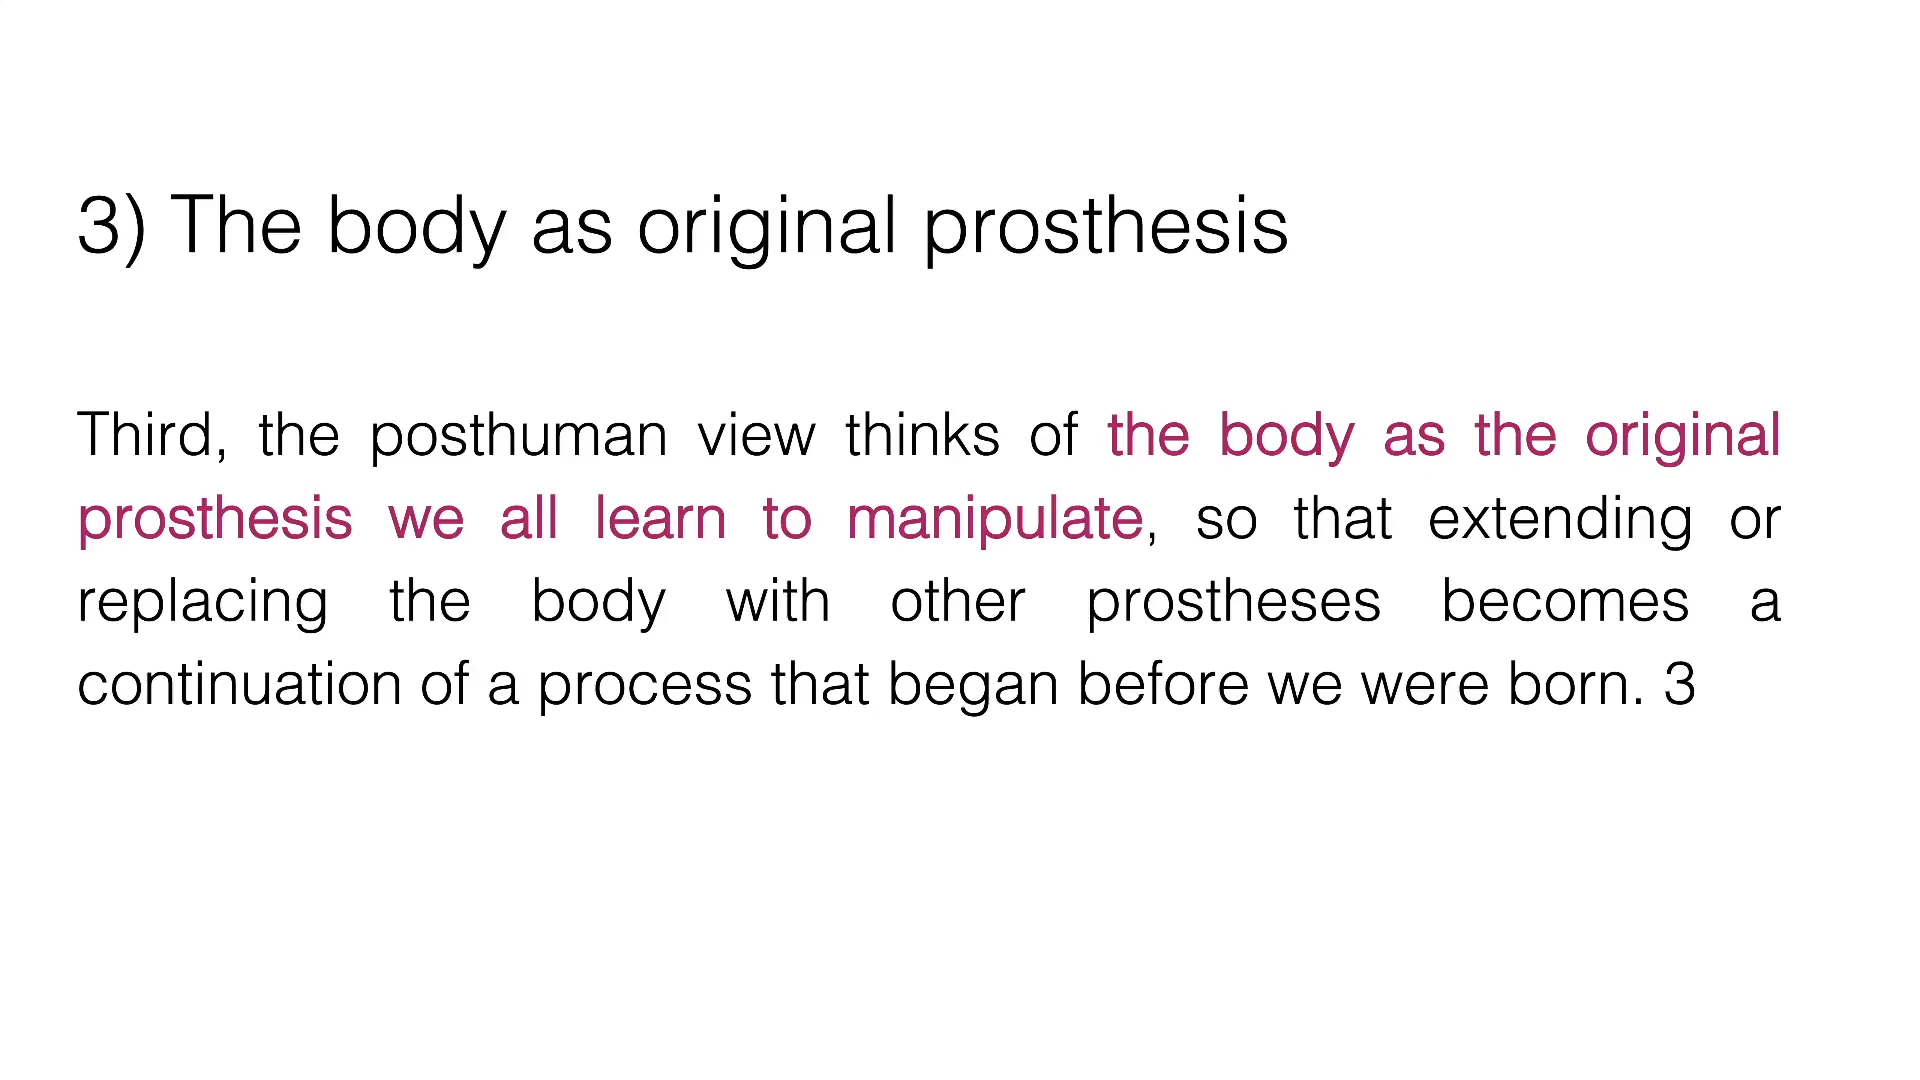 3) The body as original prosthesis
Third, the posthuman view thinks of the body as the original
prosthesis we all learn to manipulate, so that extending or
replacing the body with other prostheses becomes a
continuation of a process that began before we were born. 3